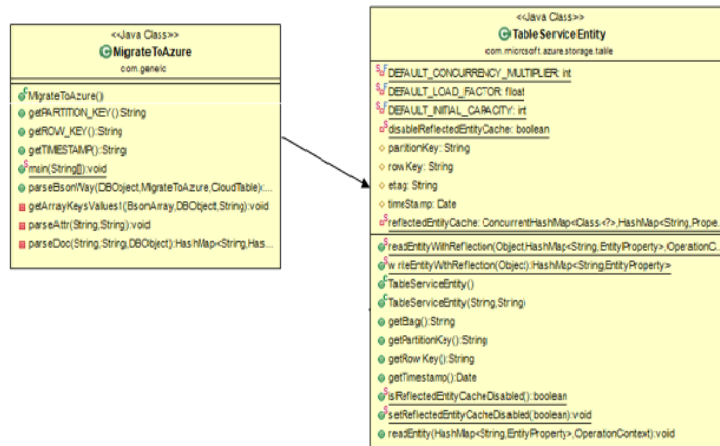 <<Java Class>>
MigrateToAzure
com.generic
MigrateToAzure()
getPARTITION_KEY():String
getROW_KEY():String
getTIMESTAMP():String
main(String[]):void
parseBsonWay(DBObject,MigrateToAzure,CloudTable):...
getArrayKeysValues1(BsonArray,DBObject,String):void
parseAttr(String,String):void
parseDoc(String,String,DBObject):HashMap<String,Has...
<<Java Class>>
TableServiceEntity
com.microsoft.azure.storage.table
DEFAULT_CONCURRENCY_MULTIPLIER: int
DEFAULT_LOAD_FACTOR: float
DEFAULT_INITIAL_CAPACITY: int
disableReflectedEntityCache: boolean
partitionKey: String
rowKey: String
etag: String
timeStamp: Date
reflectedEntityCache: ConcurrentHashMap<Class<?>,HashMap<String,Prope...
readEntityWithReflection(Object,HashMap<String,EntityProperty>,OperationC...
writeEntityWithReflection(Object):HashMap<String,EntityProperty>
TableServiceEntity()
TableServiceEntity(String,String)
getEtag():String
getPartitionKey():String
getRowKey():String
getTimestamp():Date
isReflectedEntityCacheDisabled():boolean
setReflectedEntityCacheDisabled(boolean):void
readEntity(HashMap<String,EntityProperty>,OperationContext):void